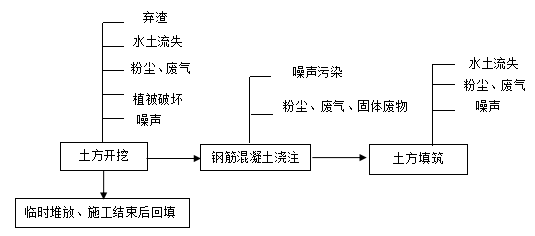 弃渣
水土流失
粉尘、废气
植被破坏
噪声
噪声污染
粉尘、废气、固体废物
水土流失
粉尘、废气
噪声
土方开挖
钢筋混凝土浇注
土方填筑
临时堆放、施工结束后回填